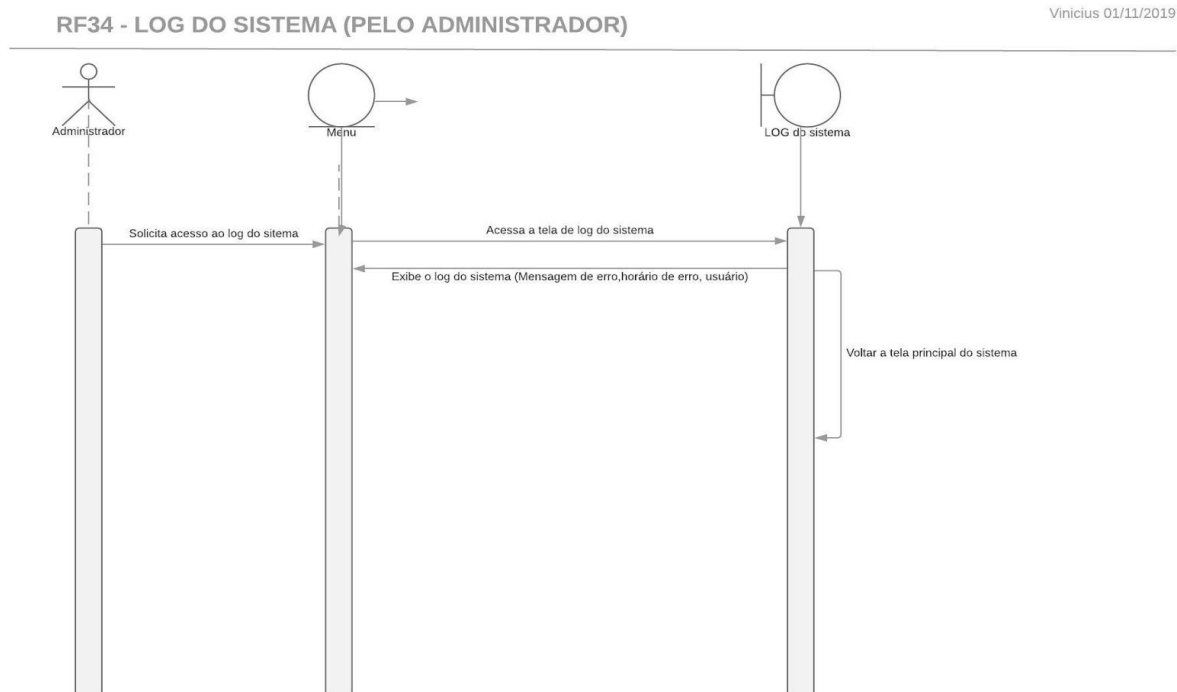 RF34 - LOG DO SISTEMA (PELO ADMINISTRADOR)
Vinicius 01/11/2019
Administrador
Menu
LOG do sistema
Solicita acesso ao log do sitema
Acessa a tela de log do sistema
Exibe o log do sistema (Mensagem de erro,horário de erro, usuário)
Voltar a tela principal do sistema